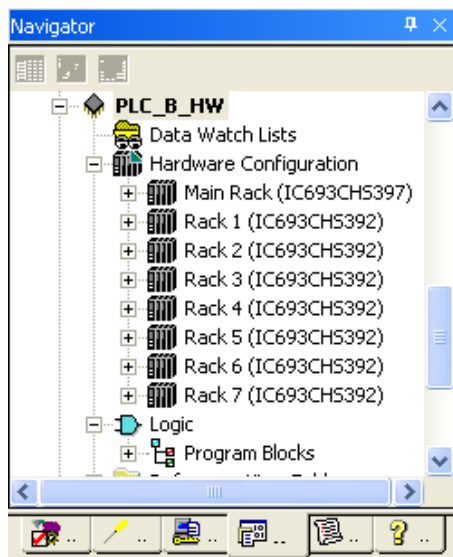 Navigator
PLC_B_HW
Data Watch Lists
Hardware Configuration
Main Rack (IC693CHS397)
Rack 1 (IC693CHS392)
Rack 2 (IC693CHS392)
Rack 3 (IC693CHS392)
Rack 4 (IC693CHS392)
Rack 5 (IC693CHS392)
Rack 6 (IC693CHS392)
Rack 7 (IC693CHS392)
Logic
Program Blocks